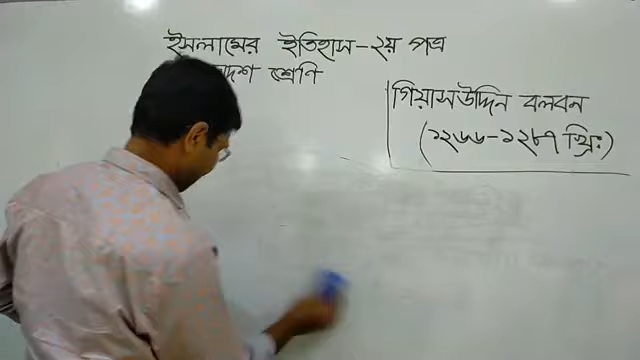 ইসলামের ইতিহাস-২য় পত্র
শ্রেণি
গিয়াসউদ্দিন বলবন
(১২৬৬-১২৮৭ খ্রিঃ)